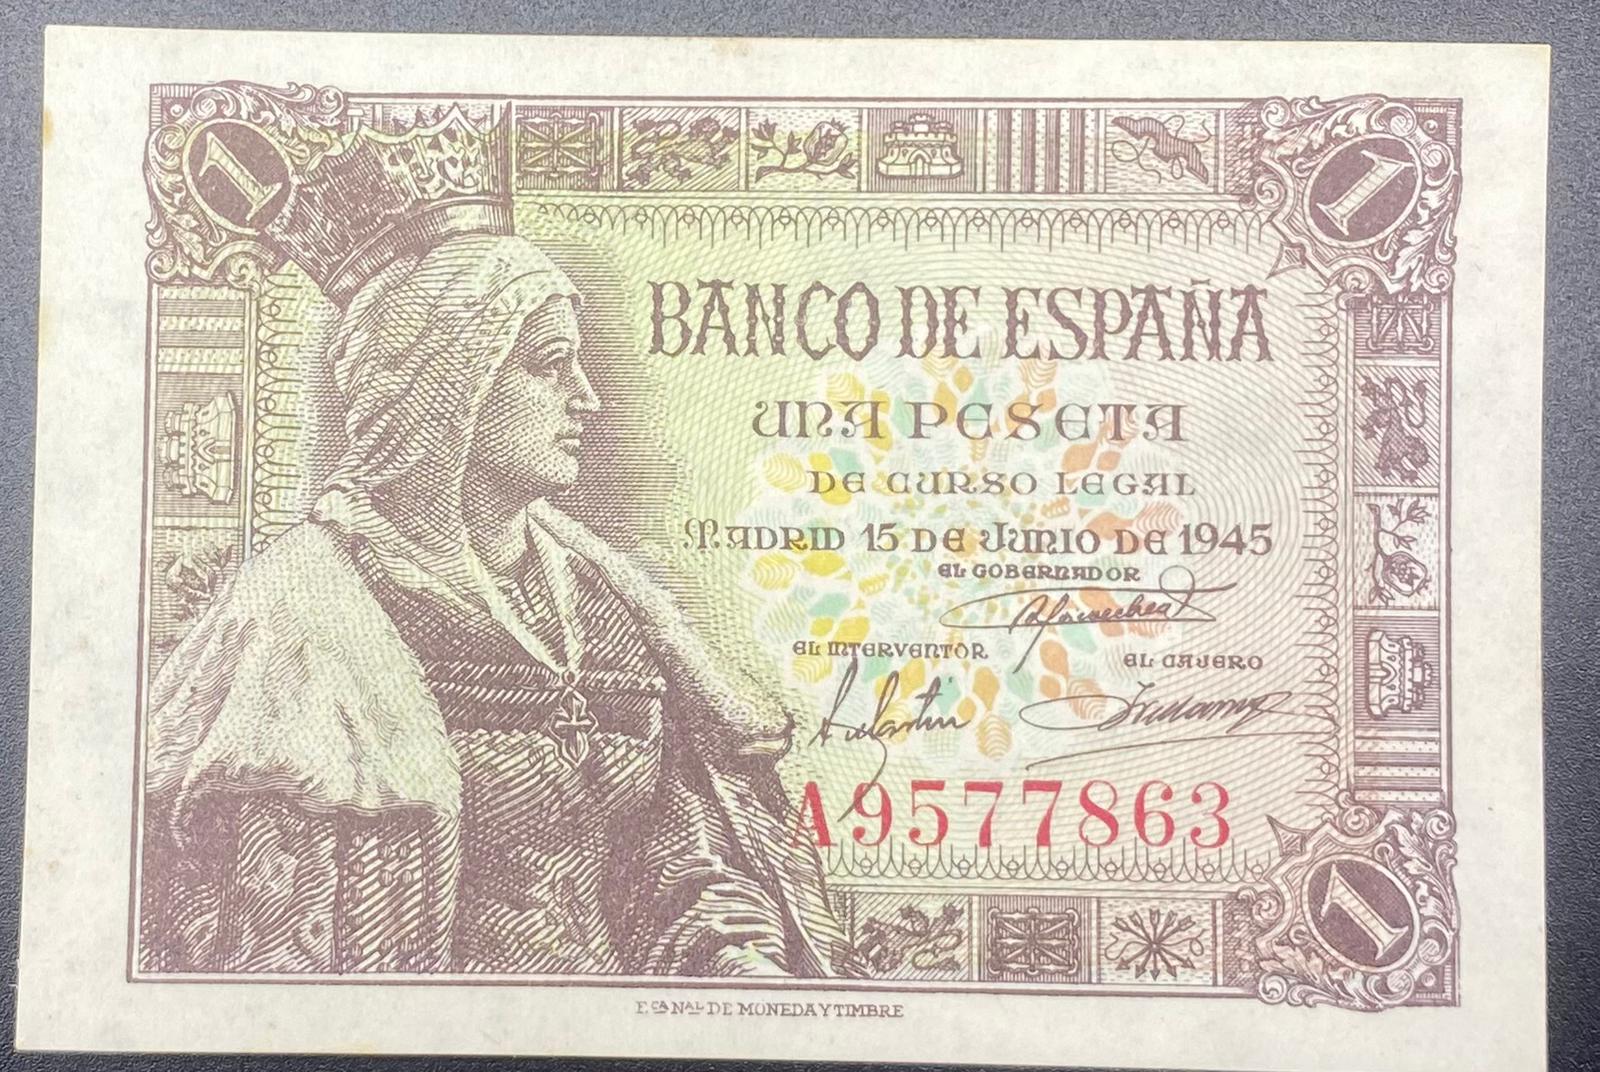 1
1
BANCO DE ESPAÑA
UNA PESETA
DE CURSO LEGAL
MADRID 15 DE JUNIO DE 1945
EL GOBERNADOR
EL INTERVENTOR
EL CAJERO
A9577863
1
F.CA NAL DE MONEDA Y TIMBRE